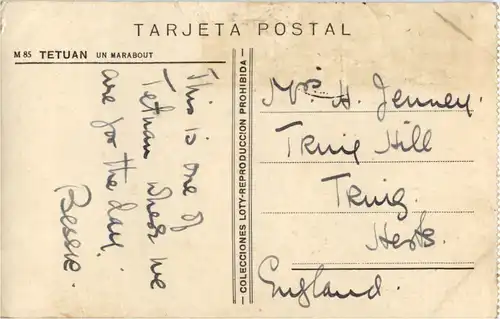 TARJETA POSTAL
M 85 TETUAN UN MARABOUT
This is one of
Tetuan where we
are for the day.
Bessie.
COLECCIONES LOTY-REPRODUCCION PROHIBIDA
Mrs. H. Jenney.
Tring Hill
Tring.
Herts.
England.